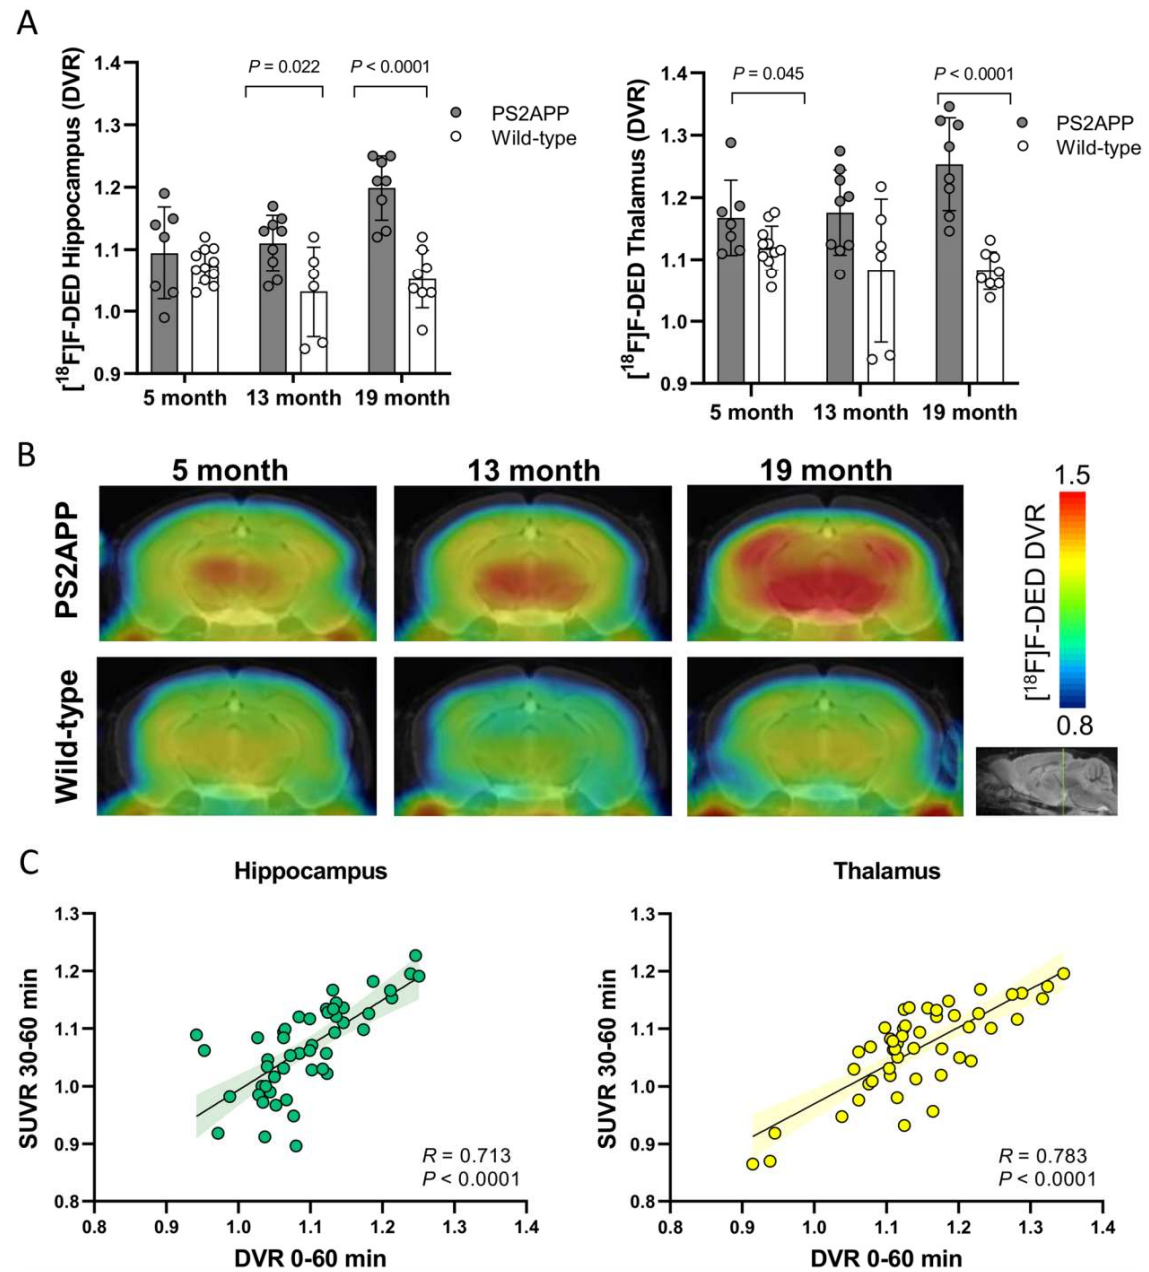 A
[18F]F-DED Hippocampus (DVR)
1.4
1.3
1.2
1.1
1.0
0.9
P = 0.022
P < 0.0001
PS2APP
Wild-type
5 month
13 month
19 month
[18F]F-DED Thalamus (DVR)
1.4
1.3
1.2
1.1
1.0
0.9
P = 0.045
P < 0.0001
PS2APP
Wild-type
5 month
13 month
19 month
B
5 month
13 month
19 month
PS2APP
Wild-type
1.5
[18F]F-DED DVR
0.8
C
Hippocampus
SUVR 30-60 min
1.3
1.2
1.1
1.0
0.9
0.8
R = 0.713
P < 0.0001
0.8
0.9
1.0
1.1
1.2
1.3
1.4
DVR 0-60 min
Thalamus
SUVR 30-60 min
1.3
1.2
1.1
1.0
0.9
0.8
R = 0.783
P < 0.0001
0.8
0.9
1.0
1.1
1.2
1.3
1.4
DVR 0-60 min